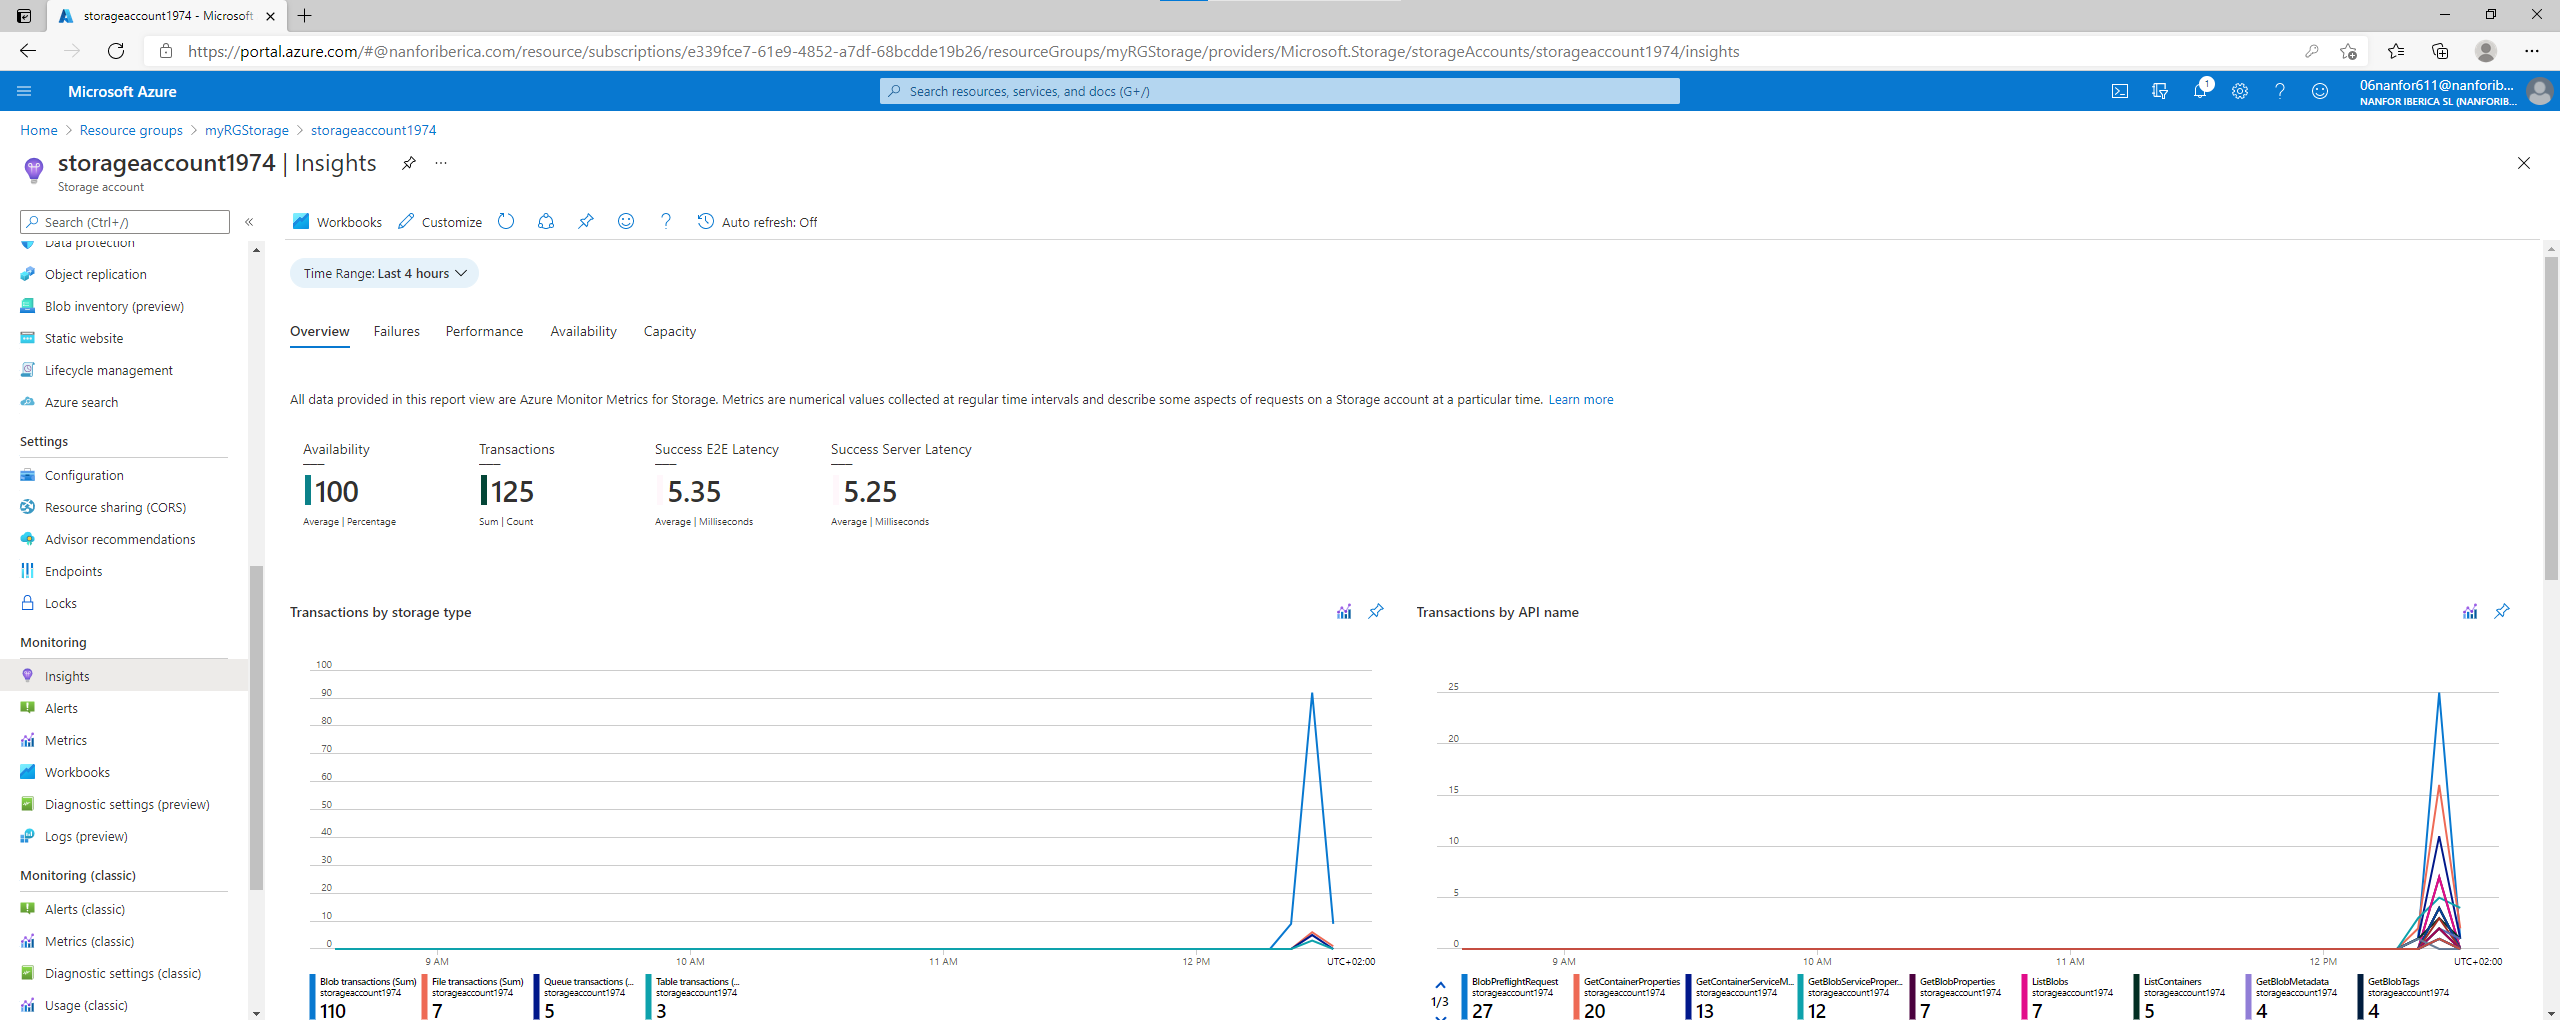 storageaccount1974 - Microsoft
https://portal.azure.com/#@nanforiberica.com/resource/subscriptions/e339fce7-61e9-4852-a7df-68bcdde19b26/resourceGroups/myRGStorage/providers/Microsoft.Storage/storageAccounts/storageaccount1974/insights
Microsoft Azure
Search resources, services, and docs (G+/)
1
06nanfor611@nanforib...
NANFOR IBERICA SL (NANFORIB...
Home > Resource groups > myRGStorage > storageaccount1974
storageaccount1974 | Insights
Storage account
Search (Ctrl+/)
Data protection
Object replication
Blob inventory (preview)
Static website
Lifecycle management
Azure search
Settings
Configuration
Resource sharing (CORS)
Advisor recommendations
Endpoints
Locks
Monitoring
Insights
Alerts
Metrics
Workbooks
Diagnostic settings (preview)
Logs (preview)
Monitoring (classic)
Alerts (classic)
Metrics (classic)
Diagnostic settings (classic)
Usage (classic)
Workbooks Customize Auto refresh: Off
Time Range: Last 4 hours
Overview Failures Performance Availability Capacity
All data provided in this report view are Azure Monitor Metrics for Storage. Metrics are numerical values collected at regular time intervals and describe some aspects of requests on a Storage account at a particular time. Learn more
Availability
100
Average | Percentage
Transactions
125
Sum | Count
Success E2E Latency
5.35
Average | Milliseconds
Success Server Latency
5.25
Average | Milliseconds
Transactions by storage type
100
90
80
70
60
50
40
30
20
10
0
9 AM 10 AM 11 AM 12 PM UTC+02:00
Blob transactions (Sum)
storageaccount1974
110
File transactions (Sum)
storageaccount1974
7
Queue transactions (...
storageaccount1974
5
Table transactions (...
storageaccount1974
3
Transactions by API name
25
20
15
10
5
0
9 AM 10 AM 11 AM 12 PM UTC+02:00
1/3
BlobPreflightRequest
storageaccount1974
27
GetContainerProperties
storageaccount1974
20
GetContainerServiceM...
storageaccount1974
13
GetBlobServiceProper...
storageaccount1974
12
GetBlobProperties
storageaccount1974
7
ListBlobs
storageaccount1974
7
ListContainers
storageaccount1974
5
GetBlobMetadata
storageaccount1974
4
GetBlobTags
storageaccount1974
4